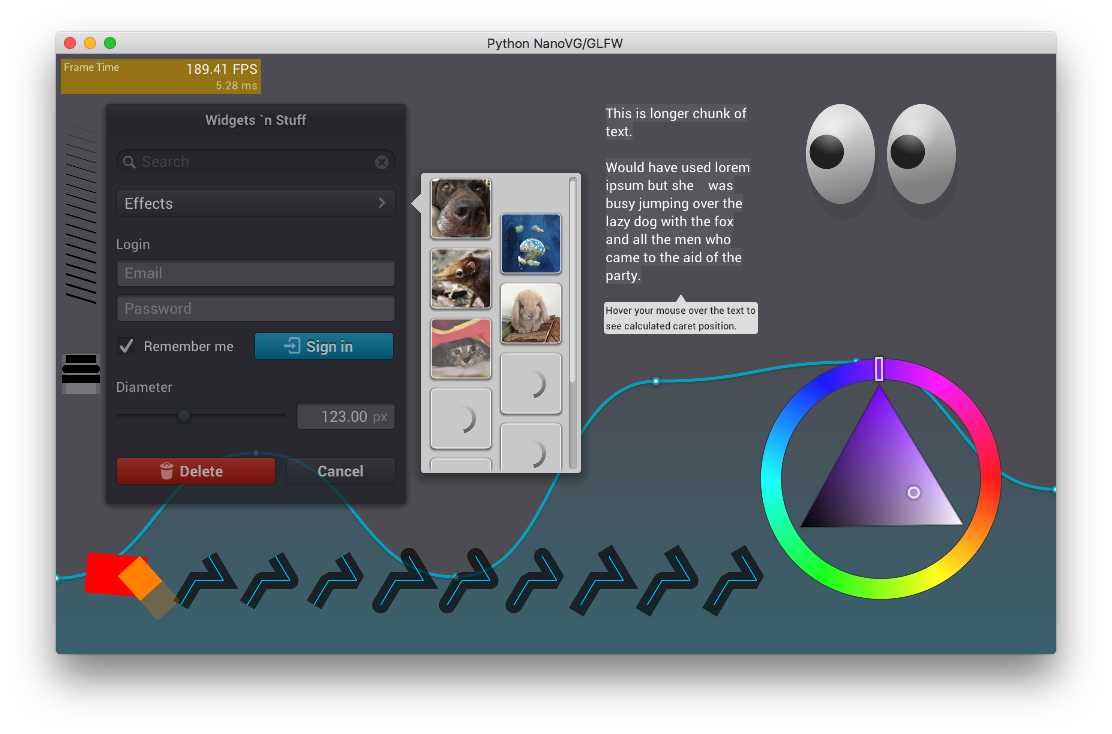 Python NanoVG/GLFW
Frame Time
189.41 FPS
5.28 ms
Widgets `n Stuff
Search
Effects
Login
Email
Password
Remember me
Sign in
Diameter
123.00 px
Delete
Cancel
This is longer chunk of
text.
Would have used lorem
ipsum but she    was
busy jumping over the
lazy dog with the fox
and all the men who
came to the aid of the
party.
Hover your mouse over the text to
see calculated caret position.